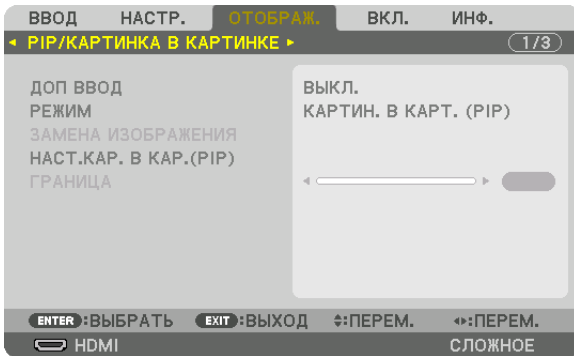 ВВОД НАСТР. ОТОБРАЖ. ВКЛ. ИНФ.
PIP/КАРТИНКА В КАРТИНКЕ 1/3
ДОП ВВОД ВЫКЛ.
РЕЖИМ КАРТИН. В КАРТ. (PIP)
ЗАМЕНА ИЗОБРАЖЕНИЯ
НАСТ.КАР. В КАР.(PIP)
ГРАНИЦА
ENTER :ВЫБРАТЬ EXIT :ВЫХОД :ПЕРЕМ. :ПЕРЕМ.
HDMI СЛОЖНОЕ